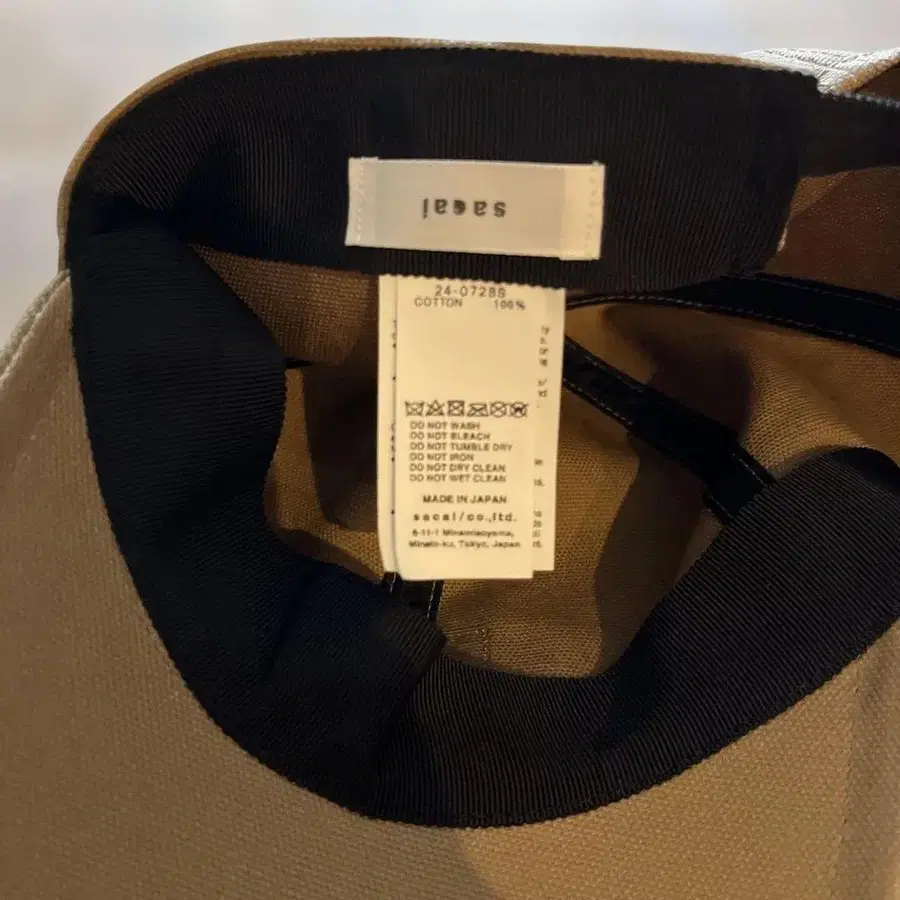 sacai
24-0728S
COTTON 100%
DO NOT WASH
DO NOT BLEACH
DO NOT TUMBLE DRY
DO NOT IRON
DO NOT DRY CLEAN
DO NOT WET CLEAN
MADE IN JAPAN
sacai/co.,ltd.
6-11-1 Minamiaoyama,
Minato-ku, Tokyo, Japan